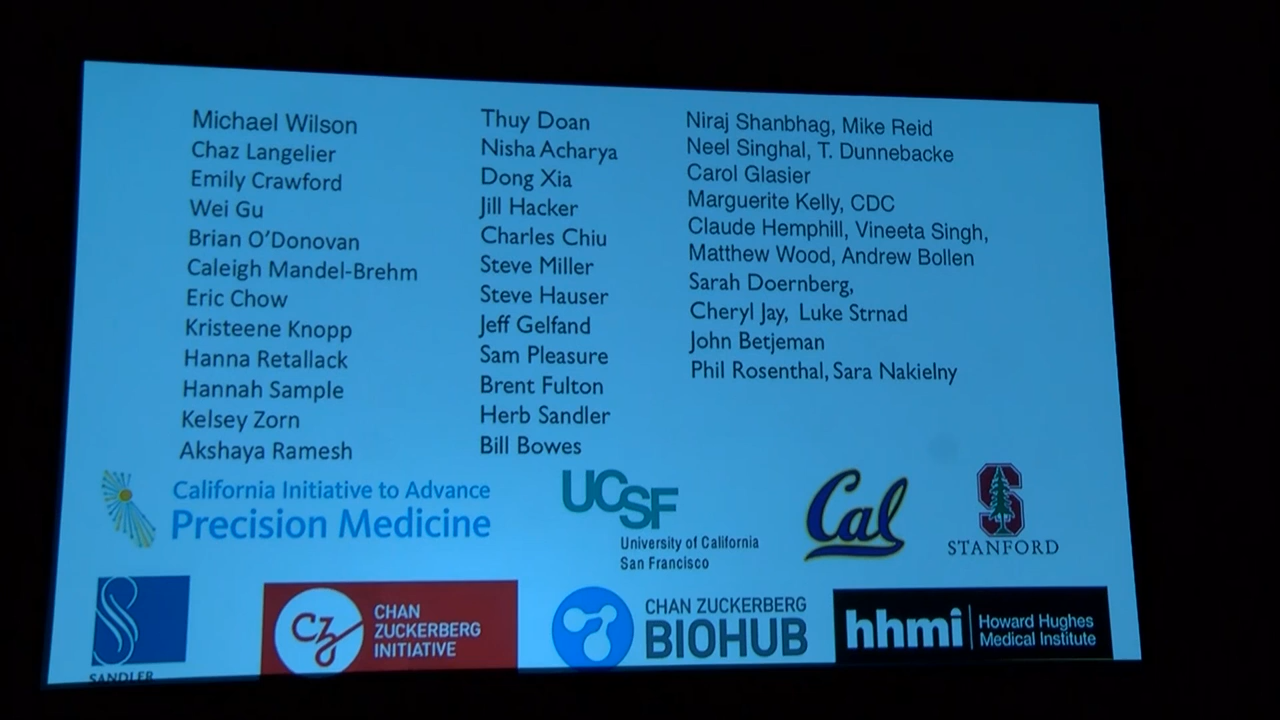 Michael Wilson
Chaz Langelier
Emily Crawford
Wei Gu
Brian O'Donovan
Caleigh Mandel-Brehm
Eric Chow
Kristeene Knopp
Hanna Retallack
Hannah Sample
Kelsey Zorn
Akshaya Ramesh
Thuy Doan
Nisha Acharya
Dong Xia
Jill Hacker
Charles Chiu
Steve Miller
Steve Hauser
Jeff Gelfand
Sam Pleasure
Brent Fulton
Herb Sandler
Bill Bowes
Niraj Shanbhag, Mike Reid
Neel Singhal, T. Dunnebacke
Carol Glasier
Marguerite Kelly, CDC
Claude Hemphill, Vineeta Singh,
Matthew Wood, Andrew Bollen
Sarah Doernberg,
Cheryl Jay, Luke Strnad
John Betjeman
Phil Rosenthal, Sara Nakielny
California Initiative to Advance
Precision Medicine
UCSF
University of California
San Francisco
Cal
S
STANFORD
SANDLER
CZ
CHAN
ZUCKERBERG
INITIATIVE
CHAN ZUCKERBERG
BIOHUB
hhmi
Howard Hughes
Medical Institute